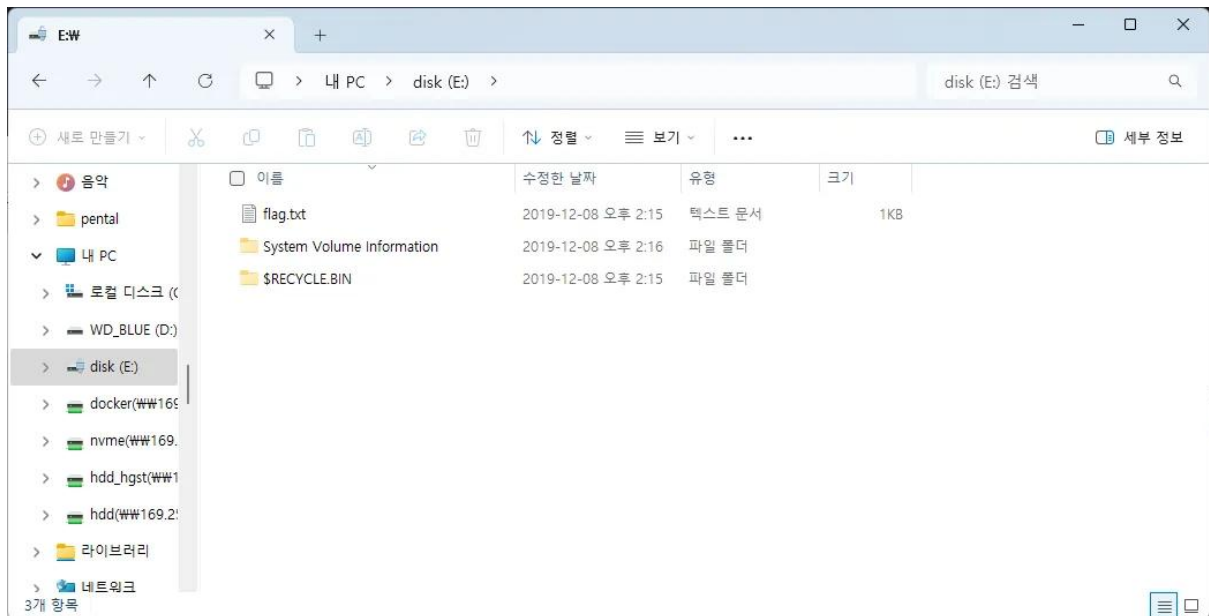 E:₩
내 PC > disk (E:) >
disk (E:) 검색
새로 만들기
정렬
보기
세부 정보
이름 수정한 날짜 유형 크기
flag.txt 2019-12-08 오후 2:15 텍스트 문서 1KB
System Volume Information 2019-12-08 오후 2:16 파일 폴더
$RECYCLE.BIN 2019-12-08 오후 2:15 파일 폴더
음악
pental
내 PC
로컬 디스크 (C
WD_BLUE (D:)
disk (E:)
docker(₩₩169
nvme(₩₩169.
hdd_hgst(₩₩1
hdd(₩₩169.25
라이브러리
네트워크
3개 항목